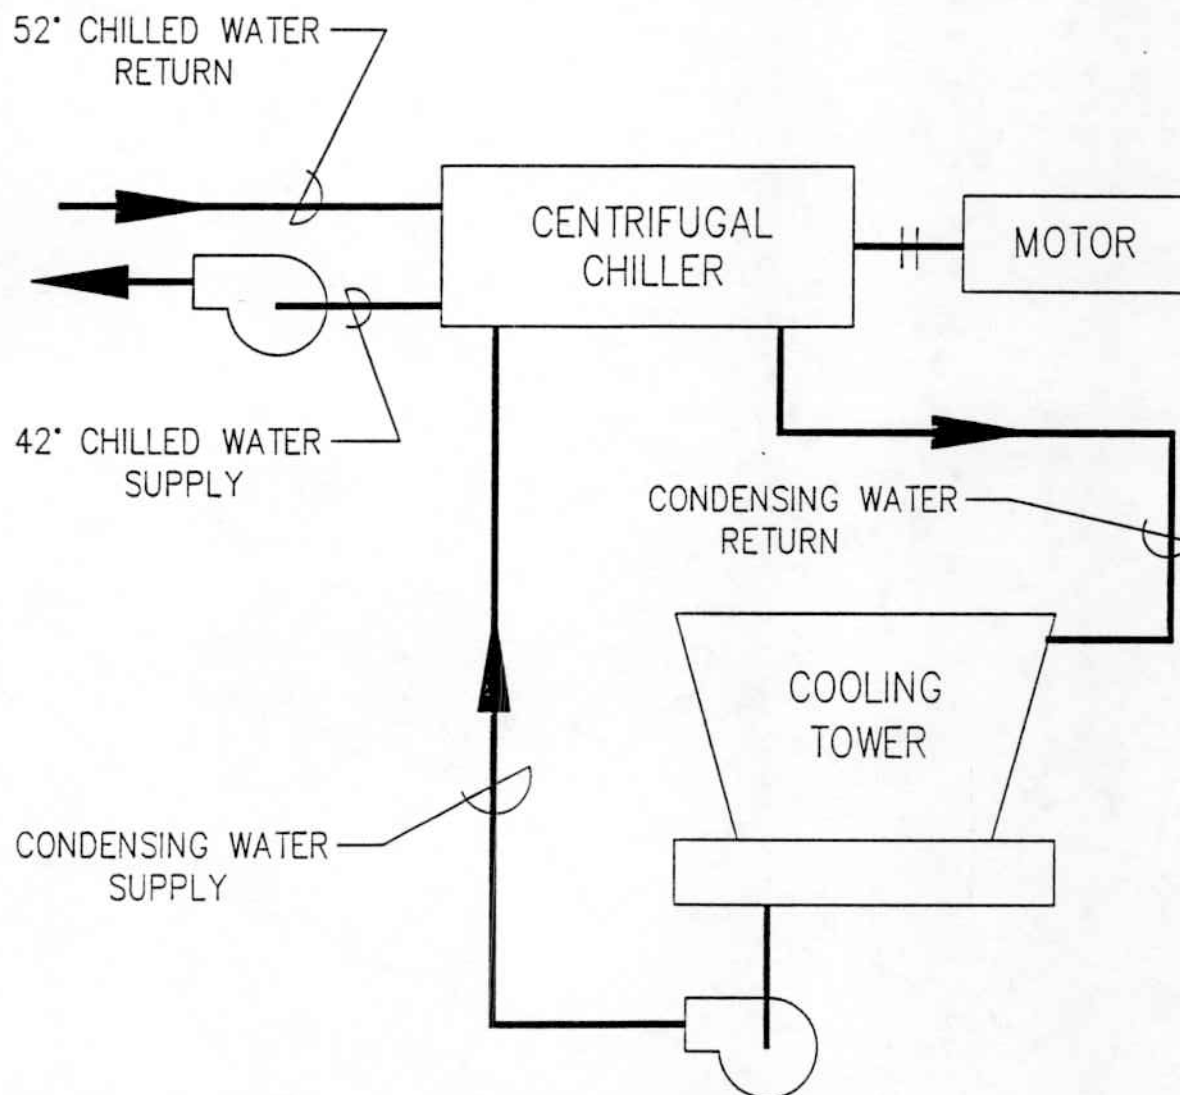 52° CHILLED WATER
RETURN
CENTRIFUGAL
CHILLER
MOTOR
42° CHILLED WATER
SUPPLY
CONDENSING WATER
RETURN
COOLING
TOWER
CONDENSING WATER
SUPPLY